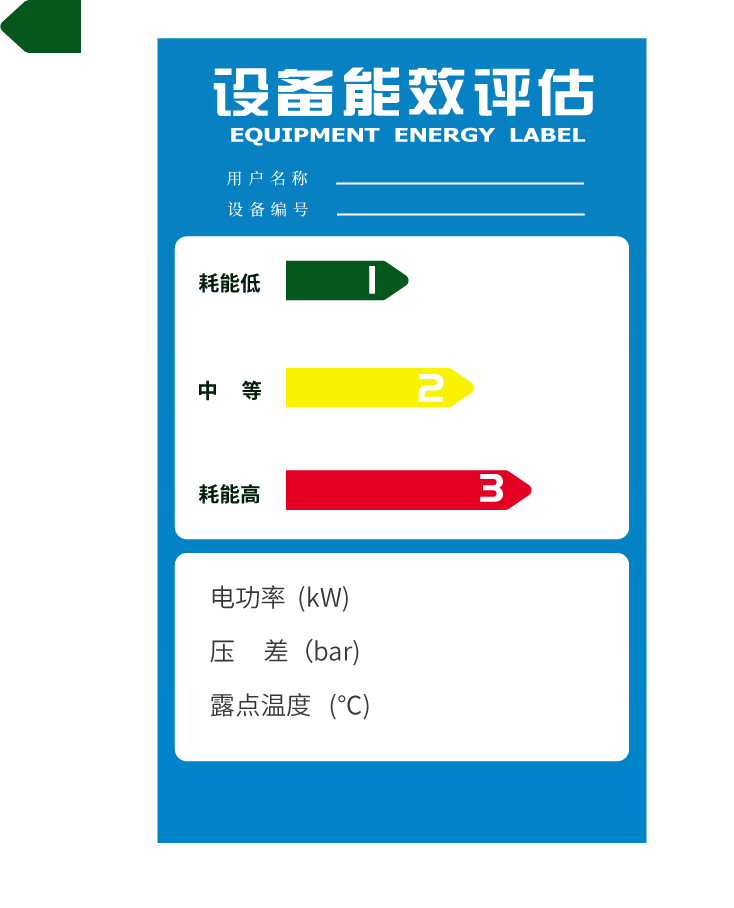 设备能效评估
EQUIPMENT ENERGY LABEL
用户名称
设备编号
耗能低 1
中 等 2
耗能高 3
电功率 (kW)
压 差（bar)
露点温度 (℃)